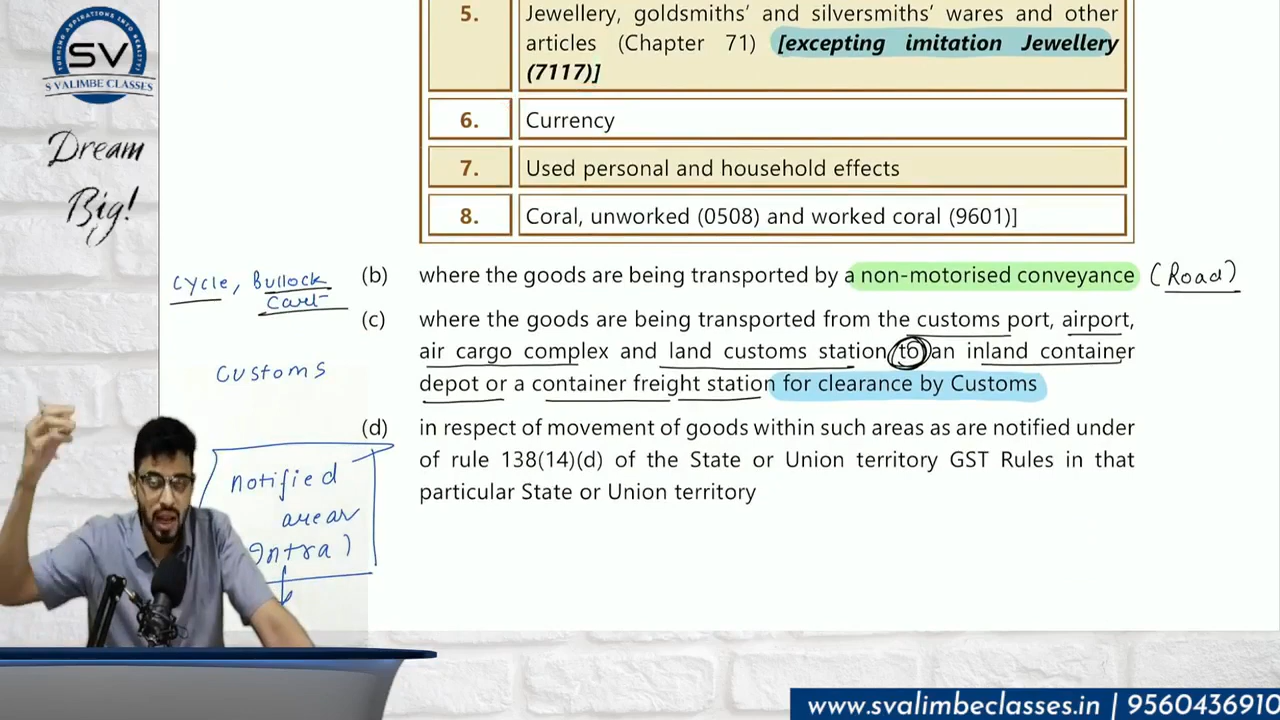 TURNING ASPIRATIONS INTO REALITY
SV
S VALIMBE CLASSES
Dream
Big!
5. Jewellery, goldsmiths’ and silversmiths’ wares and other
articles (Chapter 71) [excepting imitation Jewellery
(7117)]
6. Currency
7. Used personal and household effects
8. Coral, unworked (0508) and worked coral (9601)]
Cycle, Bullock
Cart
(b) where the goods are being transported by a non-motorised conveyance (Road)
(c) where the goods are being transported from the customs port, airport,
air cargo complex and land customs station to an inland container
depot or a container freight station for clearance by Customs
Customs
(d) in respect of movement of goods within such areas as are notified under
of rule 138(14)(d) of the State or Union territory GST Rules in that
particular State or Union territory
notified
areas
Intra)
www.svalimbeclasses.in | 9560436910